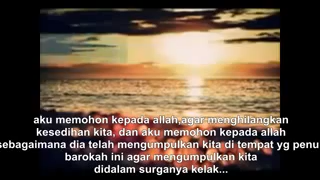 aku memohon kepada allah,agar menghilangkan
kesedihan kita, dan aku memohon kepada allah
sebagaimana dia telah mengumpulkan kita di tempat yg penu
barokah ini agar mengumpulkan kita
didalam surganya kelak...